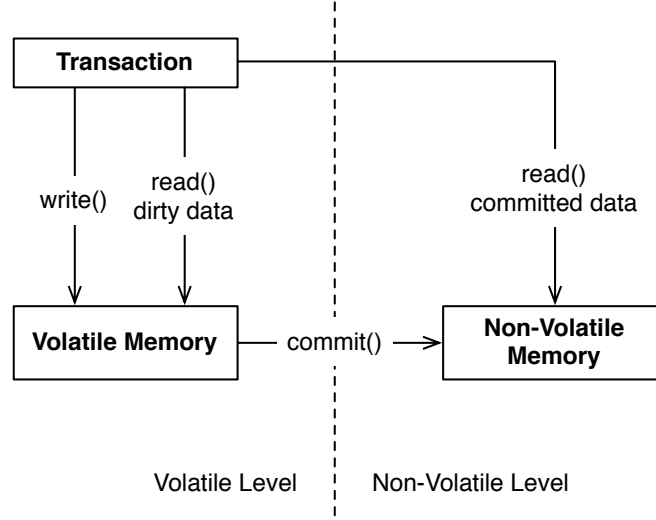 Transaction
write()
read()
dirty data
read()
committed data
Volatile Memory
commit()
Non-Volatile
Memory
Volatile Level
Non-Volatile Level